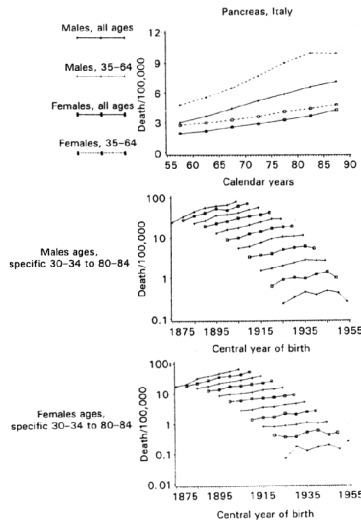 Pancreas, Italy
Males, all ages
Males, 35–64
Females, all ages
Females, 35–64
Death/100,000
12
9
6
3
0
55 60 65 70 75 80 85 90
Calendar years
Males ages,
specific 30–34 to 80–84
Death/100,000
100
10
1
0.1
1875 1895 1915 1935 1955
Central year of birth
Females ages,
specific 30–34 to 80–84
Death/100,000
100
10
1
0.1
0.01
1875 1895 1915 1935 1955
Central year of birth